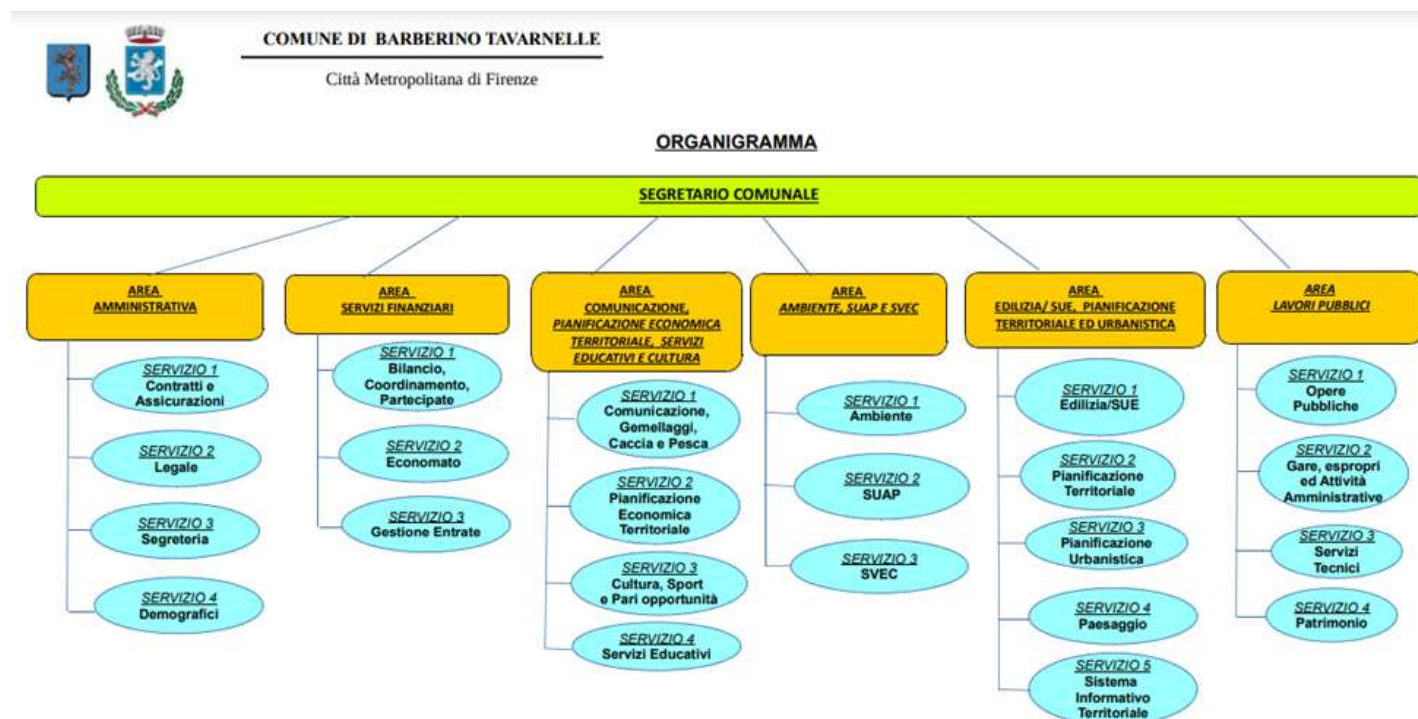 COMUNE DI BARBERINO TAVARNELLE
Città Metropolitana di Firenze
ORGANIGRAMMA
SEGRETARIO COMUNALE
AREA
AMMINISTRATIVA
SERVIZIO 1
Contratti e
Assicurazioni
SERVIZIO 2
Legale
SERVIZIO 3
Segreteria
SERVIZIO 4
Demografici
AREA
SERVIZI FINANZIARI
SERVIZIO 1
Bilancio,
Coordinamento,
Partecipate
SERVIZIO 2
Economato
SERVIZIO 3
Gestione Entrate
AREA
COMUNICAZIONE,
PIANIFICAZIONE ECONOMICA
TERRITORIALE, SERVIZI
EDUCATIVI E CULTURA
SERVIZIO 1
Comunicazione,
Gemellaggi,
Caccia e Pesca
SERVIZIO 2
Pianificazione
Economica
Territoriale
SERVIZIO 3
Cultura, Sport
e Pari opportunità
SERVIZIO 4
Servizi Educativi
AREA
AMBIENTE, SUAP E SVEC
SERVIZIO 1
Ambiente
SERVIZIO 2
SUAP
SERVIZIO 3
SVEC
AREA
EDILIZIA/ SUE, PIANIFICAZIONE
TERRITORIALE ED URBANISTICA
SERVIZIO 1
Edilizia/SUE
SERVIZIO 2
Pianificazione
Territoriale
SERVIZIO 3
Pianificazione
Urbanistica
SERVIZIO 4
Paesaggio
SERVIZIO 5
Sistema
Informativo
Territoriale
AREA
LAVORI PUBBLICI
SERVIZIO 1
Opere
Pubbliche
SERVIZIO 2
Gare, espropri
ed Attività
Amministrative
SERVIZIO 3
Servizi
Tecnici
SERVIZIO 4
Patrimonio